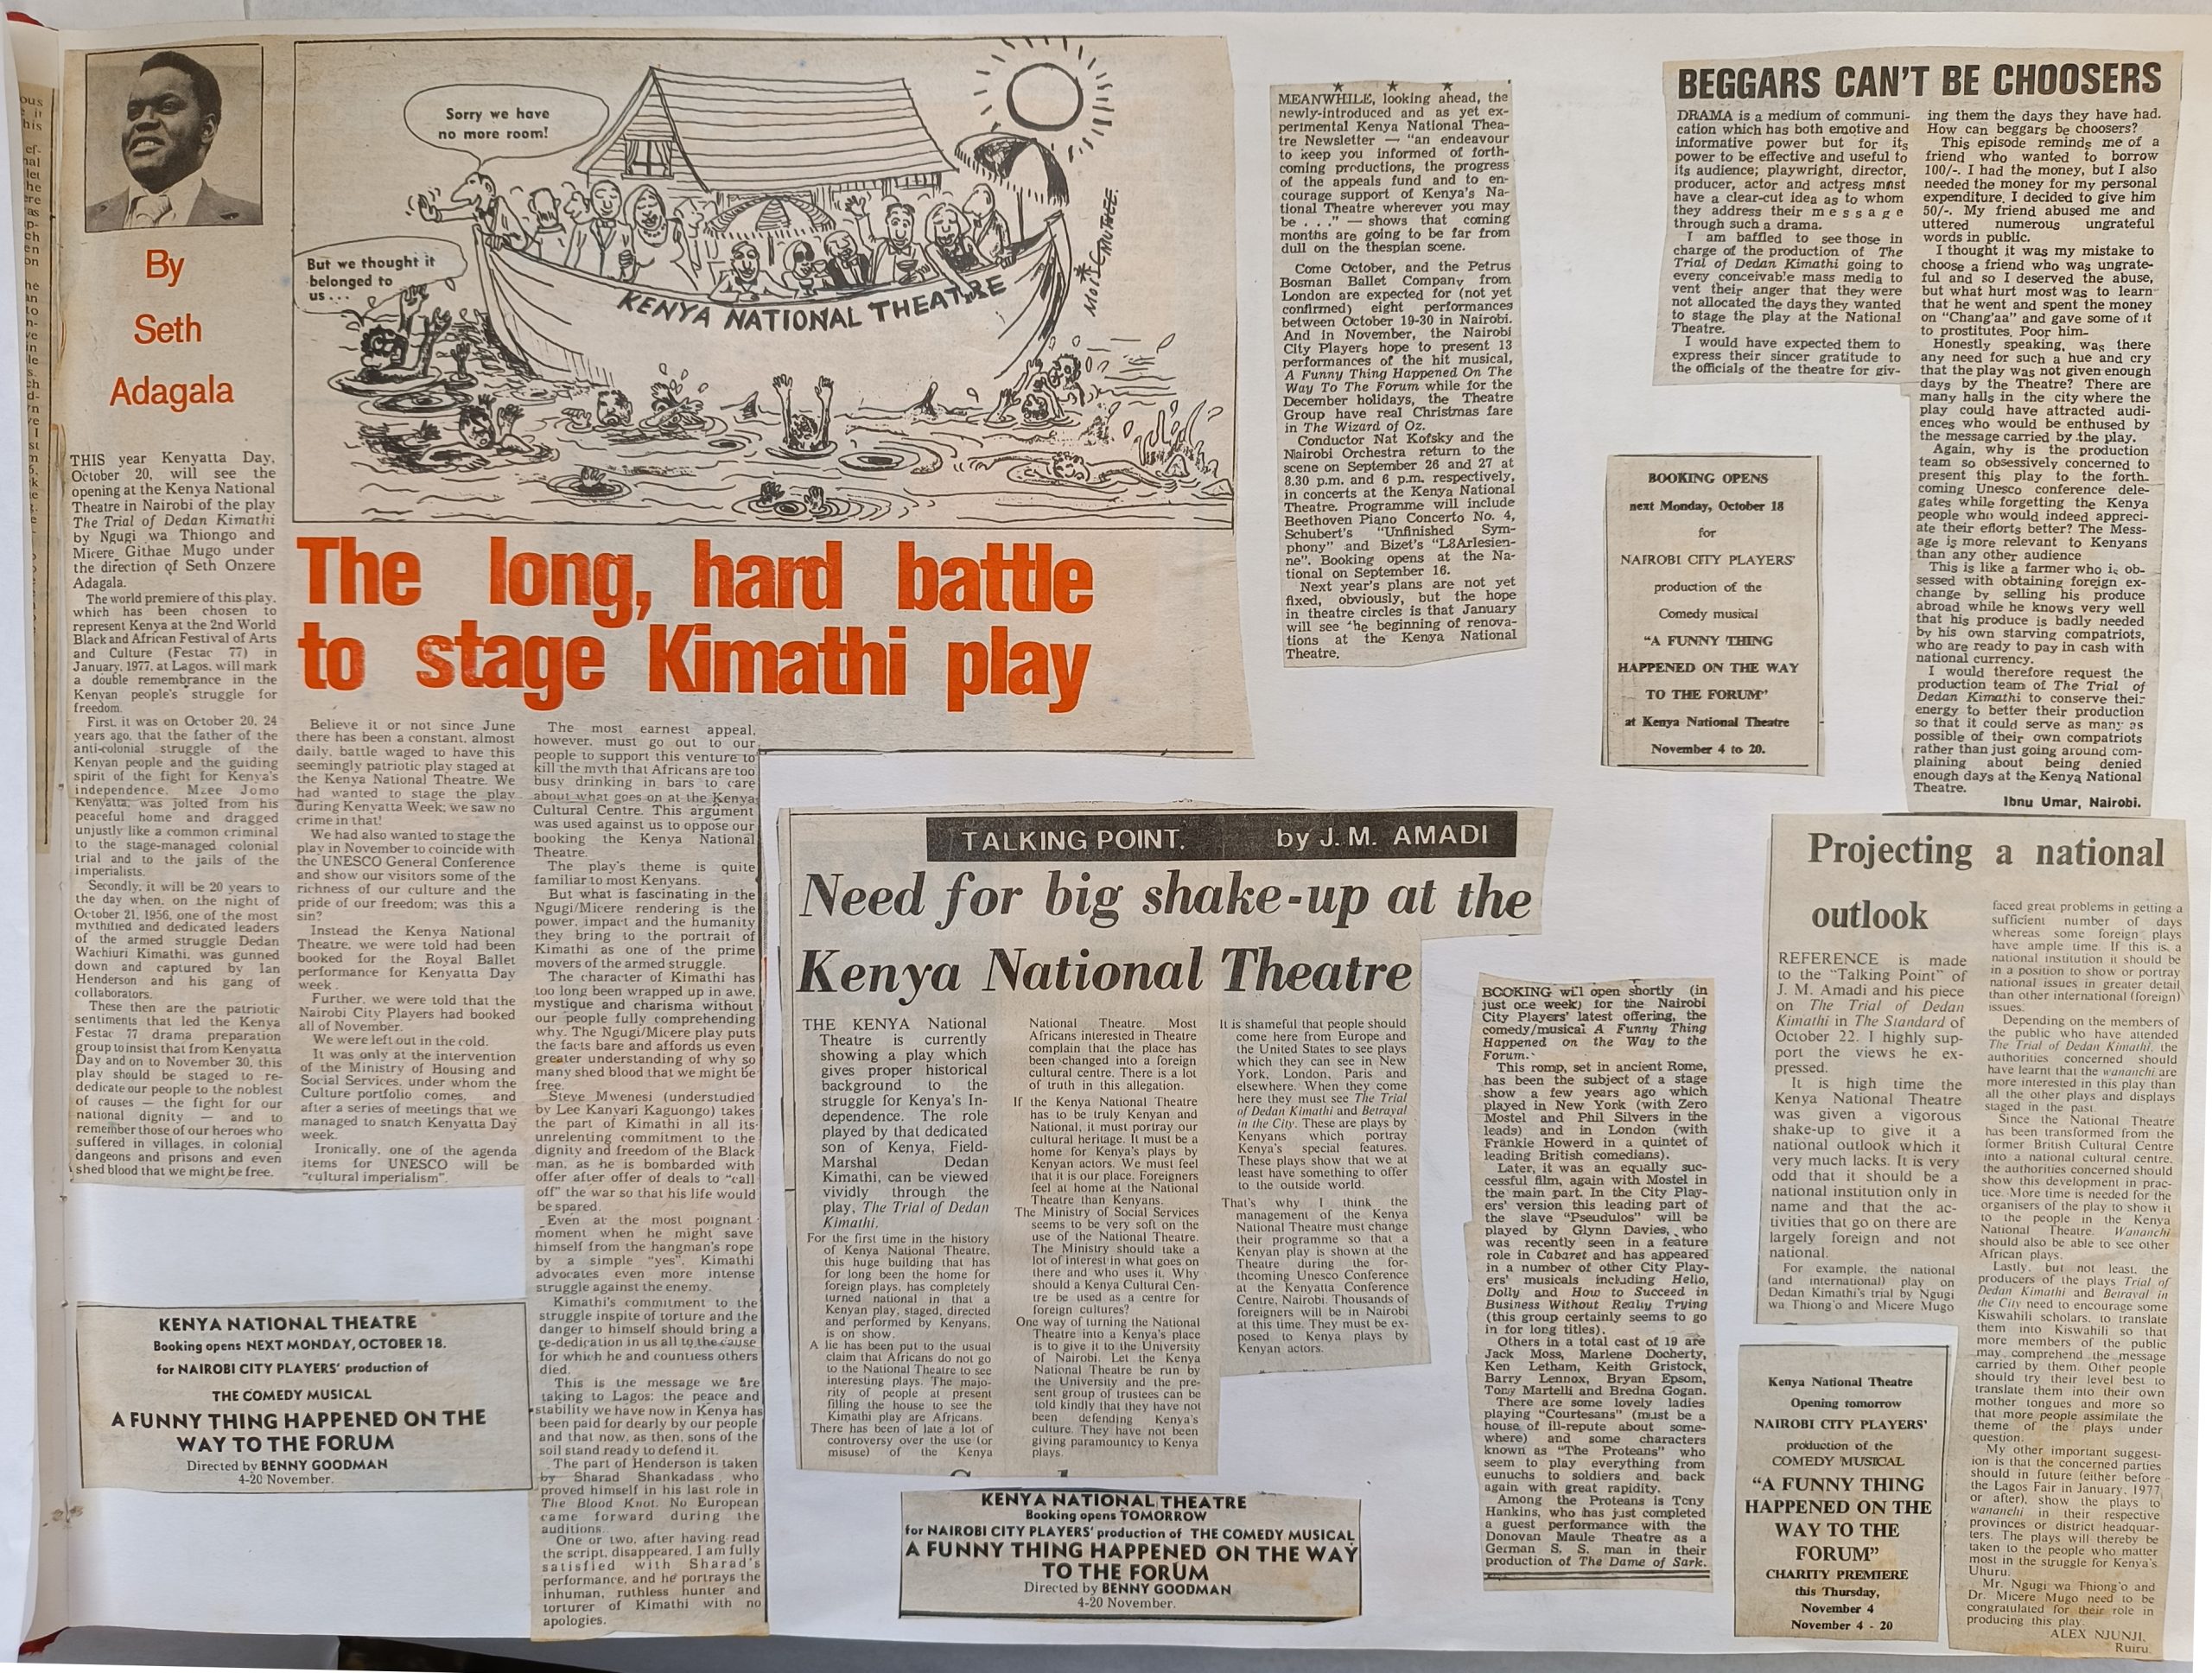 By
Seth
Adagala
Sorry we have
no more room!
But we thought it
belonged to
us . . .
KENYA NATIONAL THEATRE
The long, hard battle
to stage Kimathi play
THIS year Kenyatta Day,
October 20, will see the
opening at the Kenya National
Theatre in Nairobi of the play
The Trial of Dedan Kimathi
by Ngugi wa Thiongo and
Micere Githae Mugo under
the direction of Seth Onzere
Adagala.
The world premiere of this play,
which has been chosen to
represent Kenya at the 2nd World
Black and African Festival of Arts
and Culture (Festac 77) in
January, 1977, at Lagos, will mark
a double remembrance in the
Kenyan people's struggle for
freedom.
First, it was on October 20, 24
years ago, that the father of the
anti-colonial struggle of the
Kenyan people and the guiding
spirit of the fight for Kenya's
independence, Mzee Jomo
Kenyatta, was jolted from his
peaceful home and dragged
unjustly like a common criminal
to the stage-managed colonial
trial and to the jails of the
imperialists.
Secondly, it will be 20 years to
the day when, on the night of
October 21, 1956, one of the most
mythified and dedicated leaders
of the armed struggle Dedan
Wachiuri Kimathi, was gunned
down and captured by Ian
Henderson and his gang of
collaborators.
These then are the patriotic
sentiments that led the Kenya
Festac 77 drama preparation
group to insist that from Kenyatta
Day and on to November 30, this
play should be staged to re-
dedicate our people to the noblest
of causes — the fight for our
national dignity — and to
remember those of our heroes who
suffered in villages, in colonial
dangeons and prisons and even
shed blood that we might be free.
Believe it or not since June
there has been a constant, almost
daily, battle waged to have this
seemingly patriotic play staged at
the Kenya National Theatre. We
had wanted to stage the play
during Kenyatta Week; we saw no
crime in that!
We had also wanted to stage the
play in November to coincide with
the UNESCO General Conference
and show our visitors some of the
richness of our culture and the
pride of our freedom; was this a
sin?
Instead the Kenya National
Theatre, we were told had been
booked for the Royal Ballet
performance for Kenyatta Day
week.
Further, we were told that the
Nairobi City Players had booked
all of November.
We were left out in the cold.
It was only at the intervention
of the Ministry of Housing and
Social Services, under whom the
Culture portfolio comes, and
after a series of meetings that we
managed to snatch Kenyatta Day
week.
Ironically, one of the agenda
items for UNESCO will be
"cultural imperialism".
The most earnest appeal,
however, must go out to our
people to support this venture to
kill the myth that Africans are too
busy drinking in bars to care
about what goes on at the Kenya
Cultural Centre. This argument
was used against us to oppose our
booking the Kenya National
Theatre.
The play's theme is quite
familiar to most Kenyans.
But what is fascinating in the
Ngugi/Micere rendering is the
power, impact and the humanity
they bring to the portrait of
Kimathi as one of the prime
movers of the armed struggle.
The character of Kimathi has
too long been wrapped up in awe,
mystique and charisma without
our people fully comprehending
why. The Ngugi/Micere play puts
the facts bare and affords us even
greater understanding of why so
many shed blood that we might be
free.
Steve Mwenesi (understudied
by Lee Kanyari Kaguongo) takes
the part of Kimathi in all its
unrelenting commitment to the
dignity and freedom of the Black
man, as he is bombarded with
offer after offer of deals to "call
off" the war so that his life would
be spared.
Even at the most poignant
moment when he might save
himself from the hangman's rope
by a simple "yes", Kimathi
advocates even more intense
struggle against the enemy.
Kimathi's commitment to the
struggle inspite of torture and the
danger to himself should bring a
re-dedication in us all to the cause
for which he and countless others
died.
This is the message we are
taking to Lagos: the peace and
stability we have now in Kenya has
been paid for dearly by our people
and that now, as then, sons of the
soil stand ready to defend it.
The part of Henderson is taken
by Sharad Shankadass, who
proved himself in his last role in
The Blood Knot. No European
came forward during the
auditions.
One or two, after having read
the script, disappeared. I am fully
satisfied with Sharad's
performance, and he portrays the
inhuman, ruthless hunter and
torturer of Kimathi with no
apologies.
KENYA NATIONAL THEATRE
Booking opens NEXT MONDAY, OCTOBER 18.
for NAIROBI CITY PLAYERS' production of
THE COMEDY MUSICAL
A FUNNY THING HAPPENED ON THE
WAY TO THE FORUM
Directed by BENNY GOODMAN
4-20 November.
MEANWHILE, looking ahead, the
newly-introduced and as yet ex-
perimental Kenya National Thea-
tre Newsletter — "an endeavour
to keep you informed of forth-
coming productions, the progress
of the appeals fund and to en-
courage support of Kenya's Na-
tional Theatre wherever you may
be . . ." — shows that coming
months are going to be far from
dull on the thespian scene.
Come October, and the Petrus
Bosman Ballet Company from
London are expected for (not yet
confirmed) eight performances
between October 19-30 in Nairobi.
And in November, the Nairobi
City Players hope to present 13
performances of the hit musical,
A Funny Thing Happened On The
Way To The Forum while for the
December holidays, the Theatre
Group have real Christmas fare
in The Wizard of Oz.
Conductor Nat Kofsky and the
Nairobi Orchestra return to the
scene on September 26 and 27 at
8.30 p.m. and 6 p.m. respectively,
in concerts at the Kenya National
Theatre. Programme will include
Beethoven Piano Concerto No. 4,
Schubert's "Unfinished Sym-
phony" and Bizet's "L8Arlesien-
ne". Booking opens at the Na-
tional on September 16.
Next year's plans are not yet
fixed, obviously, but the hope
in theatre circles is that January
will see the beginning of renova-
tions at the Kenya National
Theatre.
TALKING POINT. by J. M. AMADI
Need for big shake-up at the
Kenya National Theatre
THE KENYA National
Theatre is currently
showing a play which
gives proper historical
background to the
struggle for Kenya's In-
dependence. The role
played by that dedicated
son of Kenya, Field-
Marshal Dedan
Kimathi, can be viewed
vividly through the
play, The Trial of Dedan
Kimathi.
For the first time in the history
of Kenya National Theatre,
this huge building that has
for long been the home for
foreign plays, has completely
turned national in that a
Kenyan play, staged, directed
and performed by Kenyans,
is on show.
A lie has been put to the usual
claim that Africans do not go
to the National Theatre to see
interesting plays. The majo-
rity of people at present
filling the house to see the
Kimathi play are Africans.
There has been of late a lot of
controversy over the use (or
misuse) of the Kenya
National Theatre. Most
Africans interested in Theatre
complain that the place has
been changed into a foreign
cultural centre. There is a lot
of truth in this allegation.
If the Kenya National Theatre
has to be truly Kenyan and
National, it must portray our
cultural heritage. It must be a
home for Kenya's plays by
Kenyan actors. We must feel
that it is our place. Foreigners
feel at home at the National
Theatre than Kenyans.
The Ministry of Social Services
seems to be very soft on the
use of the National Theatre.
The Ministry should take a
lot of interest in what goes on
there and who uses it. Why
should a Kenya Cultural Cen-
tre be used as a centre for
foreign cultures?
One way of turning the National
Theatre into a Kenya's place
is to give it to the University
of Nairobi. Let the Kenya
National Theatre be run by
the University and the pre-
sent group of trustees can be
told kindly that they have not
been defending Kenya's
culture. They have not been
giving paramountcy to Kenya
plays.
It is shameful that people should
come here from Europe and
the United States to see plays
which they can see in New
York, London, Paris and
elsewhere. When they come
here they must see The Trial
of Dedan Kimathi and Betrayal
in the City. These are plays by
Kenyans which portray
Kenya's special features.
These plays show that we at
least have something to offer
to the outside world.
That's why I think the
management of the Kenya
National Theatre must change
their programme so that a
Kenyan play is shown at the
Theatre during the for-
thcoming Unesco Conference
at the Kenyatta Conference
Centre, Nairobi. Thousands of
foreigners will be in Nairobi
at this time. They must be ex-
posed to Kenya plays by
Kenyan actors.
KENYA NATIONAL THEATRE
Booking opens TOMORROW
for NAIROBI CITY PLAYERS' production of THE COMEDY MUSICAL
A FUNNY THING HAPPENED ON THE WAY
TO THE FORUM
Directed by BENNY GOODMAN
4-20 November.
BEGGARS CAN'T BE CHOOSERS
DRAMA is a medium of communi-
cation which has both emotive and
informative power but for its
power to be effective and useful to
its audience; playwright, director,
producer, actor and actress must
have a clear-cut idea as to whom
they address their message
through such a drama.
I am baffled to see those in
charge of the production of The
Trial of Dedan Kimathi going to
every conceivable mass media to
vent their anger that they were
not allocated the days they wanted
to stage the play at the National
Theatre.
I would have expected them to
express their sincer gratitude to
the officials of the theatre for giv-
ing them the days they have had.
How can beggars be choosers?
This episode reminds me of a
friend who wanted to borrow
100/-. I had the money, but I also
needed the money for my personal
expenditure. I decided to give him
50/-. My friend abused me and
uttered numerous ungrateful
words in public.
I thought it was my mistake to
choose a friend who was ungrate-
ful and so I deserved the abuse,
but what hurt most was to learn
that he went and spent the money
on "Chang'aa" and gave some of it
to prostitutes. Poor him—
Honestly speaking, was there
any need for such a hue and cry
that the play was not given enough
days by the Theatre? There are
many halls in the city where the
play could have attracted audi-
ences who would be enthused by
the message carried by the play.
Again, why is the production
team so obsessively concerned to
present this play to the forth-
coming Unesco conference dele-
gates while forgetting the Kenya
people who would indeed appreci-
ate their efforts better? The Mess-
age is more relevant to Kenyans
than any other audience
This is like a farmer who is ob-
sessed with obtaining foreign ex-
change by selling his produce
abroad while he knows very well
that his produce is badly needed
by his own starving compatriots,
who are ready to pay in cash with
national currency.
I would therefore request the
production team of The Trial of
Dedan Kimathi to conserve their
energy to better their production
so that it could serve as many as
possible of their own compatriots
rather than just going around com-
plaining about being denied
enough days at the Kenya National
Theatre.
Ibnu Umar, Nairobi.
BOOKING OPENS
next Monday, October 18
for
NAIROBI CITY PLAYERS'
production of the
Comedy musical
"A FUNNY THING
HAPPENED ON THE WAY
TO THE FORUM"
at Kenya National Theatre
November 4 to 20.
BOOKING will open shortly (in
just one week) for the Nairobi
City Players' latest offering, the
comedy/musical A Funny Thing
Happened on the Way to the
Forum.
This romp, set in ancient Rome,
has been the subject of a stage
show a few years ago which
played in New York (with Zero
Mostel and Phil Silvers in the
leads) and in London (with
Frankie Howerd in a quintet of
leading British comedians).
Later, it was an equally suc-
cessful film, again with Mostel in
the main part. In the City Play-
ers' version this leading part of
the slave "Pseudulos" will be
played by Glynn Davies, who
was recently seen in a feature
role in Cabaret and has appeared
in a number of other City Play-
ers' musicals including Hello,
Dolly and How to Succeed in
Business Without Really Trying
(this group certainly seems to go
in for long titles).
Others in a total cast of 19 are
Jack Moss, Marlene Docherty,
Ken Letham, Keith Gristock,
Barry Lennox, Bryan Epsom,
Tony Martelli and Bredna Gogan.
There are some lovely ladies
playing "Courtesans" (must be a
house of ill-repute about some-
where) and some characters
known as "The Proteans" who
seem to play everything from
eunuchs to soldiers and back
again with great rapidity.
Among the Proteans is Tony
Hankins, who has just completed
a guest performance with the
Donovan Maule Theatre as a
German S. S. man in their
production of The Dame of Sark.
Projecting a national
outlook
REFERENCE is made
to the "Talking Point" of
J. M. Amadi and his piece
on The Trial of Dedan
Kimathi in The Standard of
October 22. I highly sup-
port the views he ex-
pressed.
It is high time the
Kenya National Theatre
was given a vigorous
shake-up to give it a
national outlook which it
very much lacks. It is very
odd that it should be a
national institution only in
name and that the ac-
tivities that go on there are
largely foreign and not
national.
For example, the national
(and international) play on
Dedan Kimathi's trial by Ngugi
wa Thiong'o and Micere Mugo
faced great problems in getting a
sufficient number of days
whereas some foreign plays
have ample time. If this is a
national institution it should be
in a position to show or portray
national issues in greater detail
than other international (foreign)
issues.
Depending on the members of
the public who have attended
The Trial of Dedan Kimathi, the
authorities concerned should
have learnt that the wananchi are
more interested in this play than
all the other plays and displays
staged in the past.
Since the National Theatre
has been transformed from the
former British Cultural Centre
into a national cultural centre,
the authorities concerned should
show this development in prac-
tice. More time is needed for the
organisers of the play to show it
to the people in the Kenya
National Theatre. Wananchi
should also be able to see other
African plays.
Lastly, but not least, the
producers of the plays Trial of
Dedan Kimathi and Betrayal in
the City need to encourage some
Kiswahili scholars, to translate
them into Kiswahili so that
more members of the public
may comprehend the message
carried by them. Other people
should try their level best to
translate them into their own
mother tongues and more so
that more people assimilate the
theme of the plays under
question.
My other important suggest-
ion is that the concerned parties
should in future (either before
the Lagos Fair in January, 1977
or after), show the plays to
wananchi in their respective
provinces or district headquar-
ters. The plays will thereby be
taken to the people who matter
most in the struggle for Kenya's
Uhuru.
Mr. Ngugi wa Thiong'o and
Dr. Micere Mugo need to be
congratulated for their role in
producing this play.
ALEX NJUNJI,
Ruiru.
Kenya National Theatre
Opening tomorrow
NAIROBI CITY PLAYERS'
production of the
COMEDY MUSICAL
"A FUNNY THING
HAPPENED ON THE
WAY TO THE
FORUM"
CHARITY PREMIERE
this Thursday,
November 4
November 4 - 20